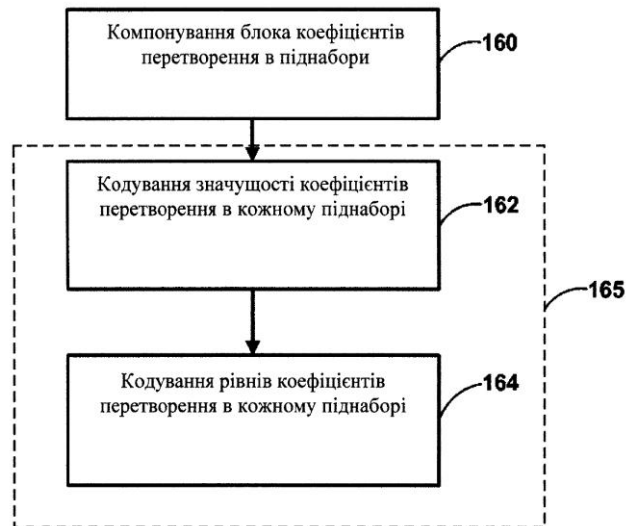 Компонування блока коефіцієнтів
перетворення в піднабори
160
Кодування значущості коефіцієнтів
перетворення в кожному піднаборі
162
165
Кодування рівнів коефіцієнтів
перетворення в кожному піднаборі
164